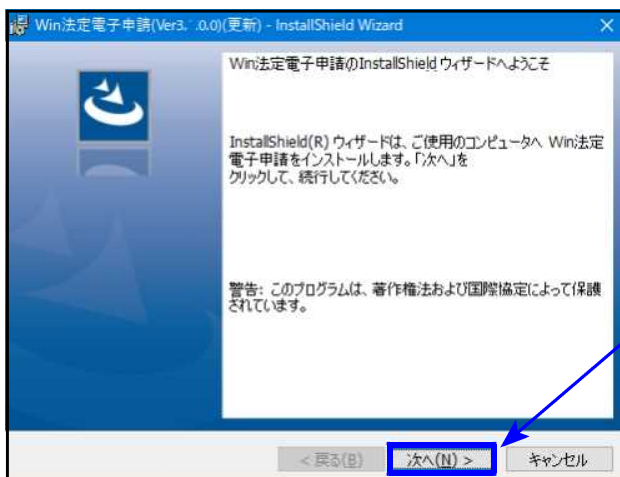 Win法定電子申請(Ver3. .0.0)(更新) - InstallShield Wizard
Win法定電子申請のInstallShield ウィザードへようこそ
InstallShield(R) ウィザードは、ご使用のコンピュータへ Win法定
電子申請をインストールします。「次へ」を
クリックして、続行してください。
警告: このプログラムは、著作権法および国際協定によって保護
されています。
< 戻る(B)
次へ(N) >
キャンセル